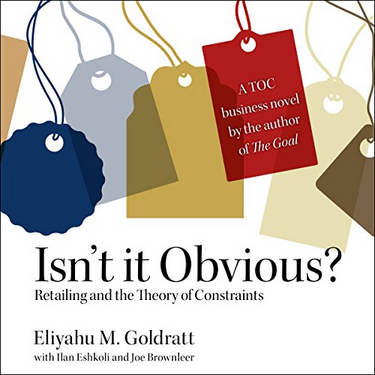 A TOC
business novel
by the author
of The Goal
Isn't it Obvious?
Retailing and the Theory of Constraints
Eliyahu M. Goldratt
with Ilan Eshkoli and Joe Brownleer